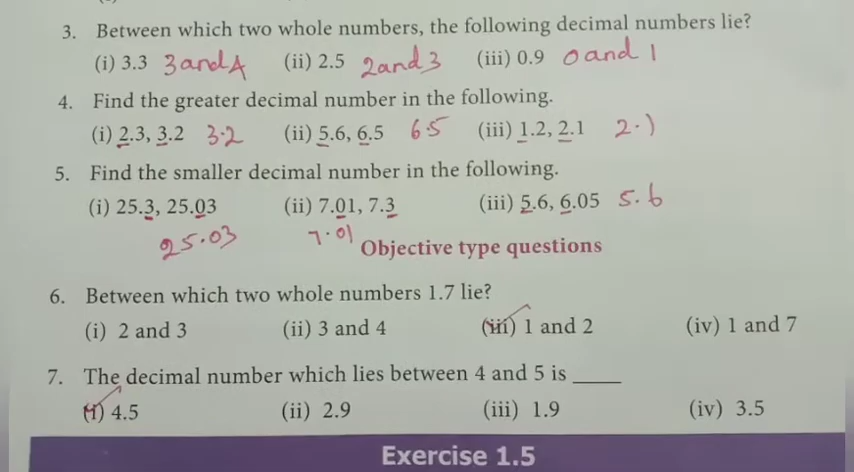 3. Between which two whole numbers, the following decimal numbers lie?
(i) 3.3 3 and 4 (ii) 2.5 2 and 3 (iii) 0.9 0 and 1
4. Find the greater decimal number in the following.
(i) 2.3, 3.2 3.2 (ii) 5.6, 6.5 6.5 (iii) 1.2, 2.1 2.1
5. Find the smaller decimal number in the following.
(i) 25.3, 25.03 (ii) 7.01, 7.3 (iii) 5.6, 6.05 5.6
25.03 7.01
Objective type questions
6. Between which two whole numbers 1.7 lie?
(i) 2 and 3 (ii) 3 and 4 (iii) 1 and 2 (iv) 1 and 7
7. The decimal number which lies between 4 and 5 is ____
(i) 4.5 (ii) 2.9 (iii) 1.9 (iv) 3.5
Exercise 1.5